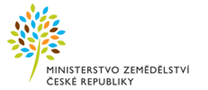 MINISTERSTVO ZEMĚDĚLSTVÍ
ČESKÉ REPUBLIKY